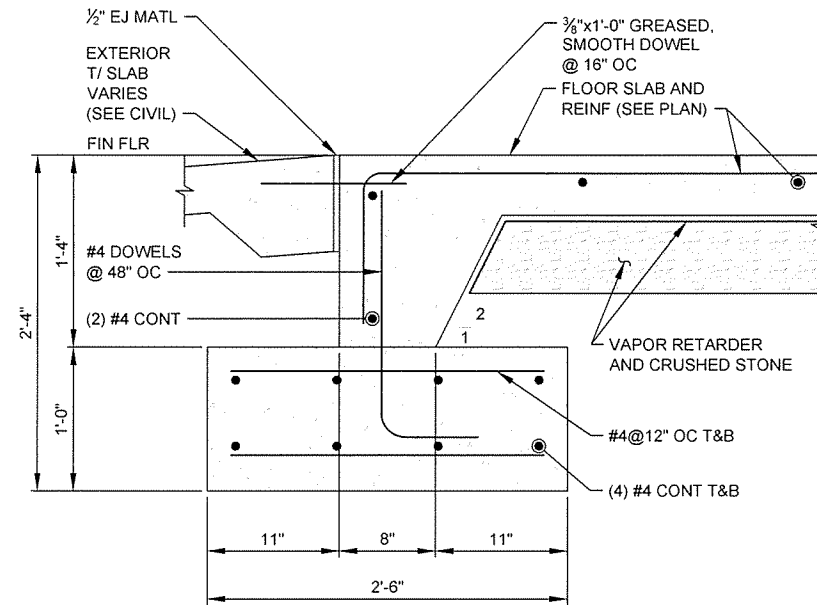 ½" EJ MATL
EXTERIOR
T/ SLAB
VARIES
(SEE CIVIL)
FIN FLR
⅜"x1'-0" GREASED,
SMOOTH DOWEL
@ 16" OC
FLOOR SLAB AND
REINF (SEE PLAN)
1'-4"
2'-4"
1'-0"
#4 DOWELS
@ 48" OC
(2) #4 CONT
2
1
VAPOR RETARDER
AND CRUSHED STONE
#4@12" OC T&B
(4) #4 CONT T&B
11"
8"
11"
2'-6"